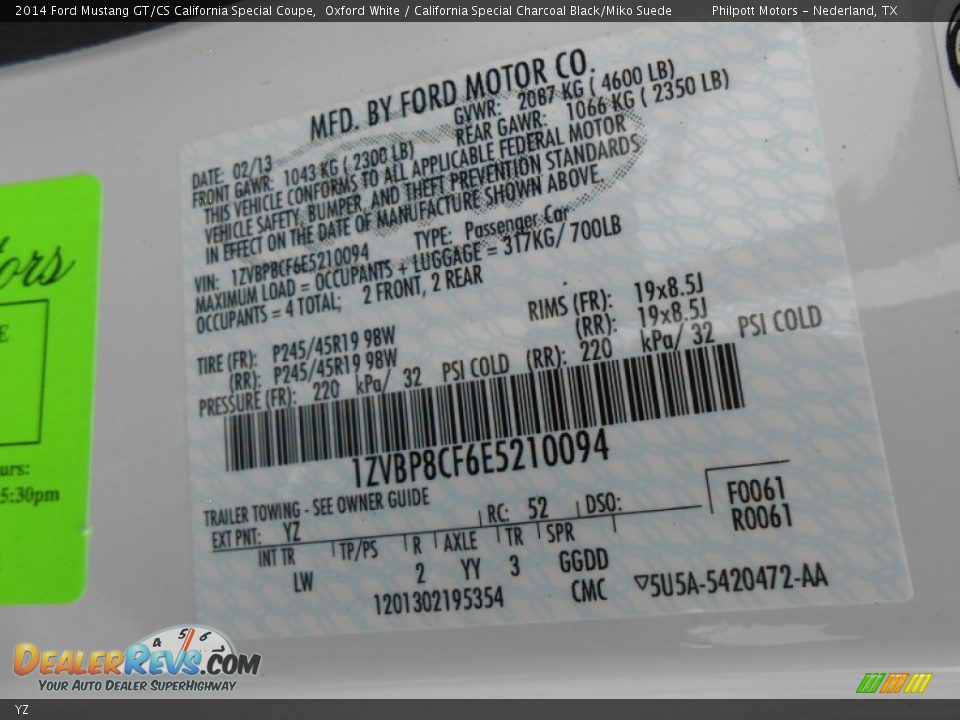 2014 Ford Mustang GT/CS California Special Coupe, Oxford White / California Special Charcoal Black/Miko Suede Philpott Motors - Nederland, TX
MFD. BY FORD MOTOR CO.
DATE: 02/13 GVWR: 2087 KG ( 4600 LB)
FRONT GAWR: 1043 KG ( 2300 LB) REAR GAWR: 1066 KG ( 2350 LB)
THIS VEHICLE CONFORMS TO ALL APPLICABLE FEDERAL MOTOR
VEHICLE SAFETY, BUMPER, AND THEFT PREVENTION STANDARDS
IN EFFECT ON THE DATE OF MANUFACTURE SHOWN ABOVE.
VIN: 1ZVBP8CF6E5210094 TYPE: Passenger Car
MAXIMUM LOAD = OCCUPANTS + LUGGAGE = 317KG/ 700LB
OCCUPANTS = 4 TOTAL; 2 FRONT, 2 REAR
TIRE (FR): P245/45R19 98W RIMS (FR): 19x8.5J
(RR): P245/45R19 98W (RR): 19x8.5J
PRESSURE (FR): 220 kPa/ 32 PSI COLD (RR): 220 kPa/ 32 PSI COLD
1ZVBP8CF6E5210094
TRAILER TOWING - SEE OWNER GUIDE
EXT PNT: YZ RC: 52 DSO: F0061
R0061
INT TR TP/PS R AXLE TR SPR
LW 2 YY 3 GGDD
1201302195354 CMC ▽5U5A-5420472-AA
tors
E
urs:
5:30pm
4 5 6
DEALERREVS.COM
YOUR AUTO DEALER SUPERHIGHWAY
YZ